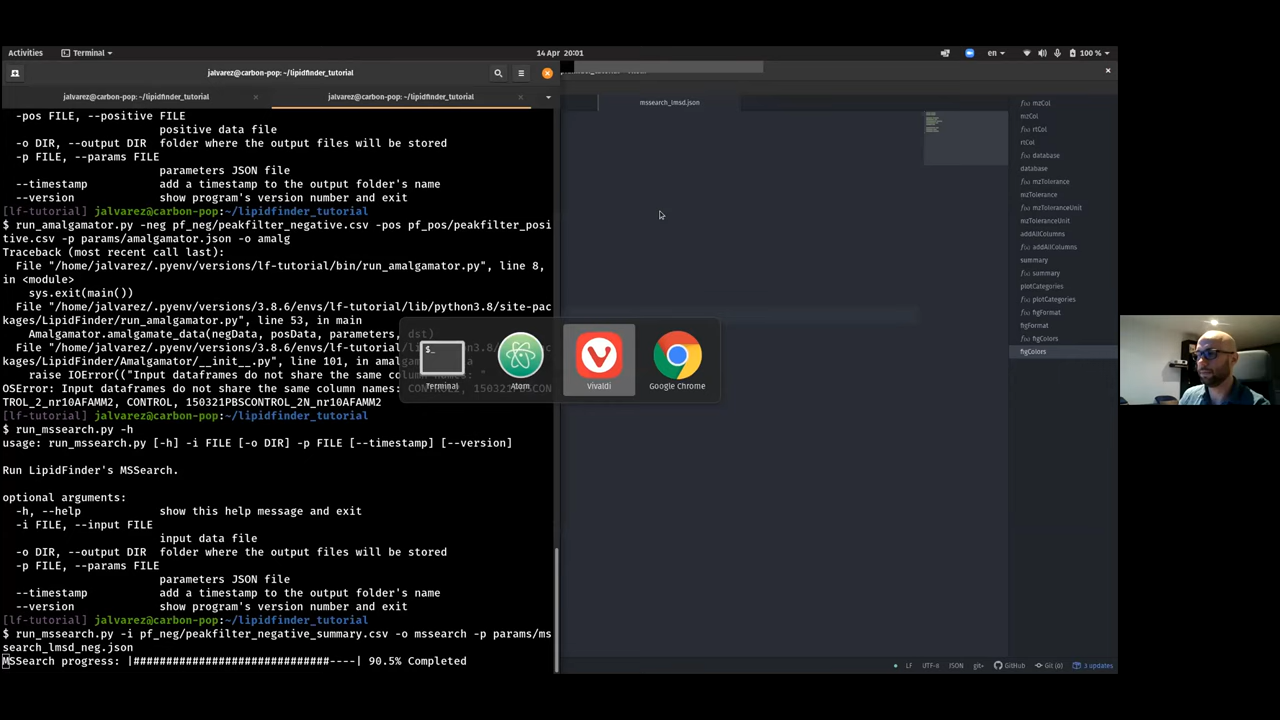 Activities
Terminal
14 Apr 20:01
en
100 %
jalvarez@carbon-pop: ~/lipidfinder_tutorial
jalvarez@carbon-pop: ~/lipidfinder_tutorial
jalvarez@carbon-pop: ~/lipidfinder_tutorial
-pos FILE, --positive FILE
positive data file
-o DIR, --output DIR folder where the output files will be stored
-p FILE, --params FILE
parameters JSON file
--timestamp add a timestamp to the output folder's name
--version show program's version number and exit
[lf-tutorial] jalvarez@carbon-pop:~/lipidfinder_tutorial
$ run_amalgamator.py -neg pf_neg/peakfilter_negative.csv -pos pf_pos/peakfilter_posi
tive.csv -p params/amalgamator.json -o amalg
Traceback (most recent call last):
File "/home/jalvarez/.pyenv/versions/lf-tutorial/bin/run_amalgamator.py", line 8,
in <module>
sys.exit(main())
File "/home/jalvarez/.pyenv/versions/3.8.6/envs/lf-tutorial/lib/python3.8/site-pac
kages/LipidFinder/run_amalgamator.py", line 53, in main
Amalgamator.amalgamate_data(negData, posData, parameters, dst)
File "/home/jalvarez/.pyenv/versions/3.8.6/envs/lf-tutorial/lib/python3.8/site-pac
kages/LipidFinder/Amalgamator/__init__.py", line 101, in amalgamate_data
raise IOError(("Input dataframes do not share the same column names: "
OSError: Input dataframes do not share the same column names: CONTROL2, 150321PBSCON
TROL_2_nr10AFAMM2, CONTROL, 150321PBSCONTROL_2N_nr10AFAMM2
[lf-tutorial] jalvarez@carbon-pop:~/lipidfinder_tutorial
$ run_mssearch.py -h
usage: run_mssearch.py [-h] -i FILE [-o DIR] -p FILE [--timestamp] [--version]
Run LipidFinder's MSSearch.
optional arguments:
-h, --help show this help message and exit
-i FILE, --input FILE
input data file
-o DIR, --output DIR folder where the output files will be stored
-p FILE, --params FILE
parameters JSON file
--timestamp add a timestamp to the output folder's name
--version show program's version number and exit
[lf-tutorial] jalvarez@carbon-pop:~/lipidfinder_tutorial
$ run_mssearch.py -i pf_neg/peakfilter_negative_summary.csv -o mssearch -p params/ms
search_lmsd_neg.json
MSSearch progress: |##############################----| 90.5% Completed
$_
Terminal
Atom
Vivaldi
Google Chrome
mssearch_lmsd.json
f(x) mzCol
mzCol
f(x) rtCol
rtCol
f(x) database
database
f(x) mzTolerance
mzTolerance
f(x) mzToleranceUnit
mzToleranceUnit
addAllColumns
f(x) addAllColumns
summary
f(x) summary
plotCategories
f(x) plotCategories
f(x) figFormat
figFormat
f(x) figColors
figColors
LF
UTF-8
JSON
git+
GitHub
Git (0)
3 updates